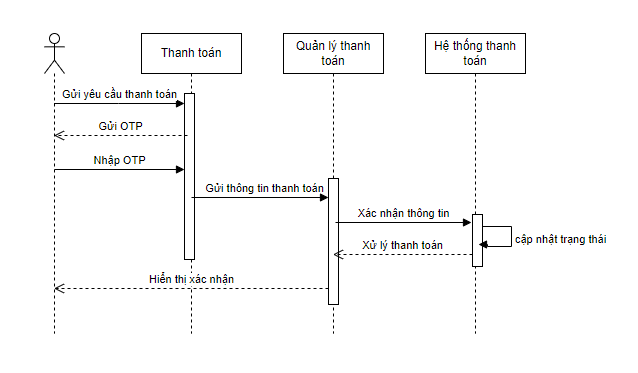 Thanh toán
Quản lý thanh
toán
Hệ thống thanh
toán
Gửi yêu cầu thanh toán
Gửi OTP
Nhập OTP
Gửi thông tin thanh toán
Xác nhận thông tin
cập nhật trạng thái
Xử lý thanh toán
Hiển thị xác nhận